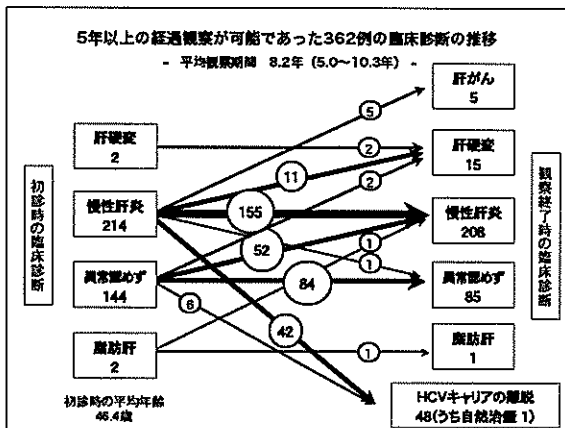 5年以上の経過観察が可能であった362例の臨床診断の推移
- 平均観察期間 8.2年（5.0～10.3年） -
初診時の臨床診断
肝硬変
2
慢性肝炎
214
異常認めず
144
脂肪肝
2
初診時の平均年齢
46.4歳
5
2
11
2
155
52
1
1
84
6
42
1
肝がん
5
肝硬変
15
慢性肝炎
208
異常認めず
85
脂肪肝
1
HCVキャリアの離脱
48(うち自然治癒 1)
観察終了時の臨床診断